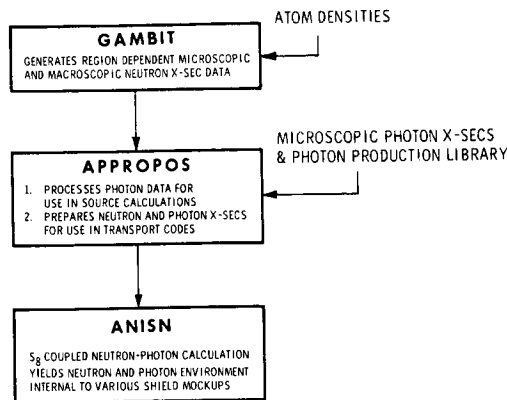 ATOM DENSITIES
GAMBIT
GENERATES REGION DEPENDENT MICROSCOPIC
AND MACROSCOPIC NEUTRON X-SEC DATA
MICROSCOPIC PHOTON X-SECS
& PHOTON PRODUCTION LIBRARY
APPROPOS
1. PROCESSES PHOTON DATA FOR
USE IN SOURCE CALCULATIONS
2. PREPARES NEUTRON AND PHOTON X-SECS
FOR USE IN TRANSPORT CODES
ANISN
S8 COUPLED NEUTRON-PHOTON CALCULATION
YIELDS NEUTRON AND PHOTON ENVIRONMENT
INTERNAL TO VARIOUS SHIELD MOCKUPS